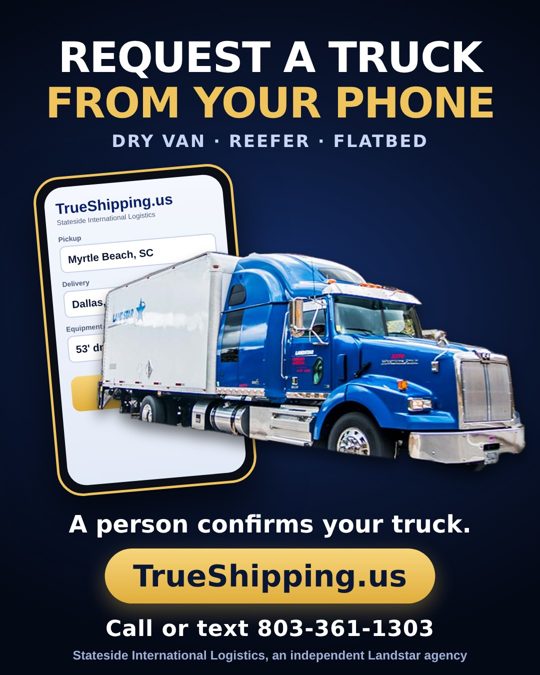 REQUEST A TRUCK
FROM YOUR PHONE
DRY VAN · REEFER · FLATBED
TrueShipping.us
Stateside International Logistics
Pickup
Myrtle Beach, SC
Delivery
Dallas,
Equipment
53' dr
LANDSTAR
LANDSTAR
A person confirms your truck.
TrueShipping.us
Call or text 803-361-1303
Stateside International Logistics, an independent Landstar agency